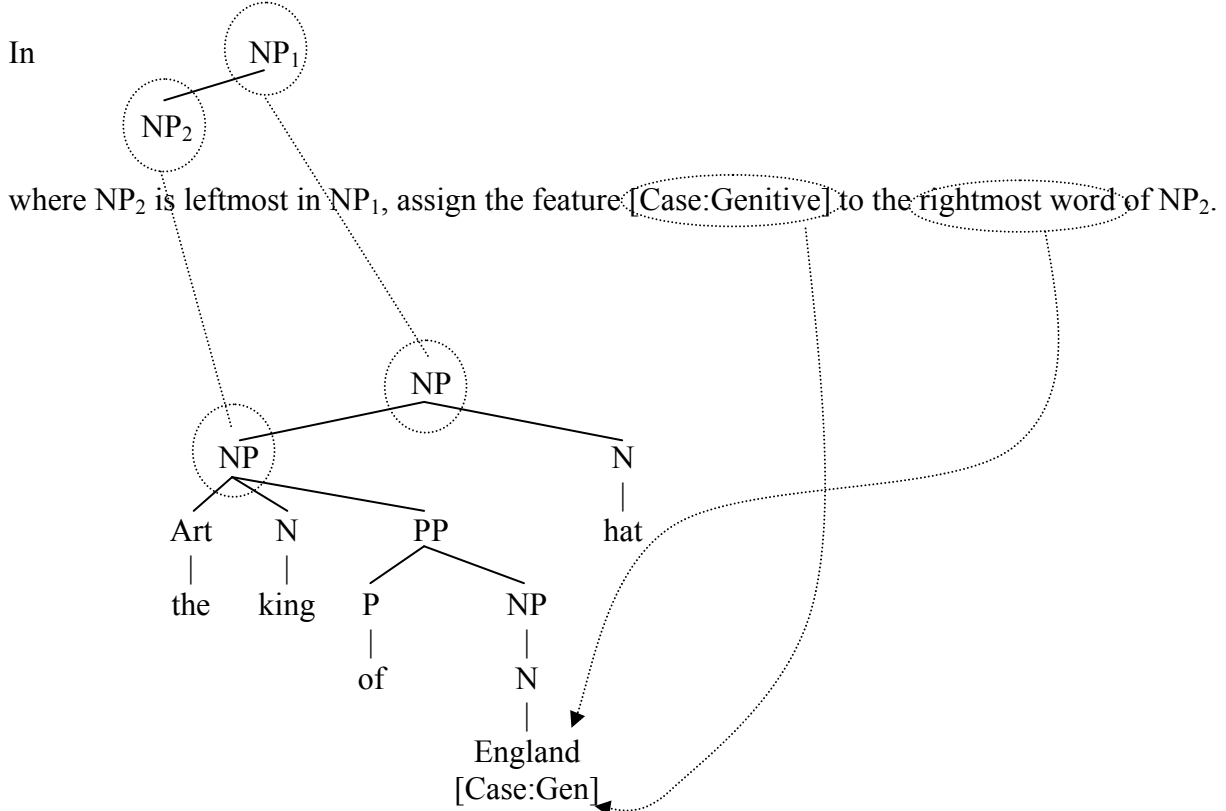 In
NP₁
NP₂
where NP₂ is leftmost in NP₁, assign the feature [Case:Genitive] to the rightmost word of NP₂.
NP
NP N
Art N PP hat
the king P NP
of N
England
[Case:Gen]